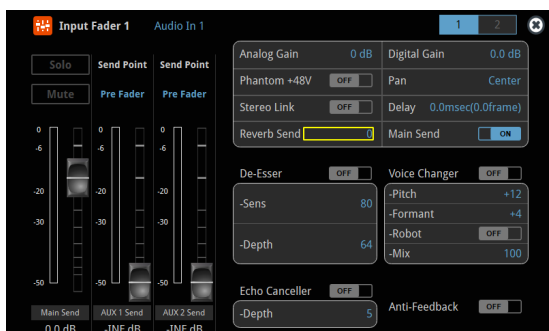 Input Fader 1 Audio In 1 1 2
Solo Send Point Send Point
Mute Pre Fader Pre Fader
0 0 0
-6 -6 -6
-20 -20 -20
-30 -30 -30
-50 -50 -50
Main Send AUX 1 Send AUX 2 Send
0.0 dB -INF dB -INF dB
Analog Gain 0 dB Digital Gain 0.0 dB
Phantom +48V OFF Pan Center
Stereo Link OFF Delay 0.0msec(0.0frame)
Reverb Send 0 Main Send ON
De-Esser OFF Voice Changer OFF
-Sens 80
-Depth 64
-Pitch +12
-Formant +4
-Robot OFF
-Mix 100
Echo Canceller OFF
-Depth 5
Anti-Feedback OFF